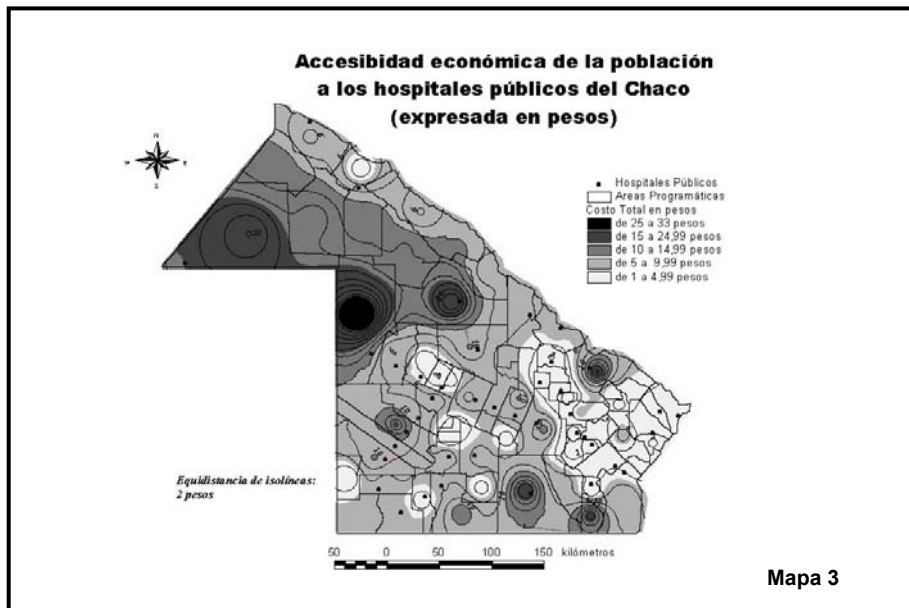 Accesibidad económica de la población
a los hospitales públicos del Chaco
(expresada en pesos)
N
E
S
Hospitales Públicos
Areas Programáticas
Costo Total en pesos
de 25 a 33 pesos
de 15 a 24,99 pesos
de 10 a 14,99 pesos
de 5 a 9,99 pesos
de 1 a 4,99 pesos
Equidistancia de isolíneas:
2 pesos
50 0 50 100 150 kilómetros
Mapa 3